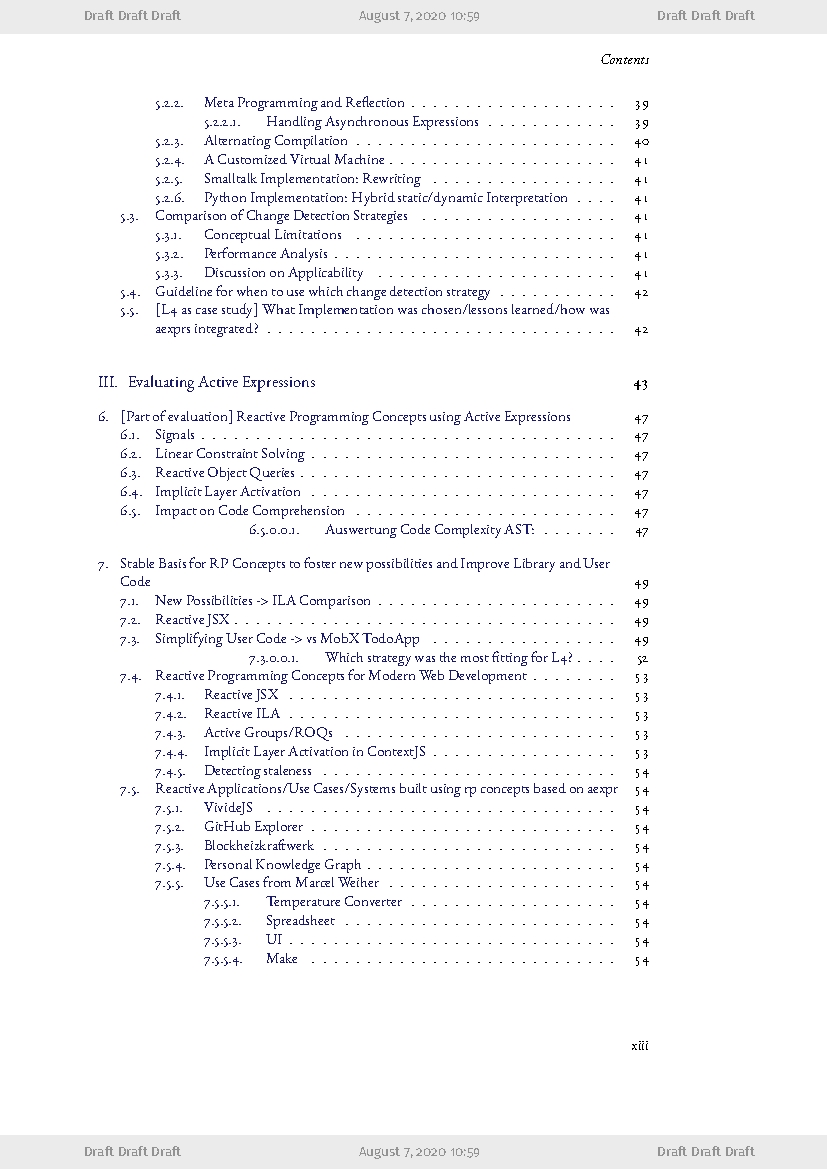 Draft Draft Draft August 7, 2020 10:59 Draft Draft Draft
Contents
5.2.2. Meta Programming and Reflection . . . . . . . . . . . . . . . . . . . 39
5.2.2.1. Handling Asynchronous Expressions . . . . . . . . . . . . 39
5.2.3. Alternating Compilation . . . . . . . . . . . . . . . . . . . . . . . . 40
5.2.4. A Customized Virtual Machine . . . . . . . . . . . . . . . . . . . . . 41
5.2.5. Smalltalk Implementation: Rewriting . . . . . . . . . . . . . . . . . 41
5.2.6. Python Implementation: Hybrid static/dynamic Interpretation . . . . 41
5.3. Comparison of Change Detection Strategies . . . . . . . . . . . . . . . . . . 41
5.3.1. Conceptual Limitations . . . . . . . . . . . . . . . . . . . . . . . . 41
5.3.2. Performance Analysis . . . . . . . . . . . . . . . . . . . . . . . . . . 41
5.3.3. Discussion on Applicability . . . . . . . . . . . . . . . . . . . . . . 41
5.4. Guideline for when to use which change detection strategy . . . . . . . . . . . 42
5.5. [L4 as case study] What Implementation was chosen/lessons learned/how was
aexprs integrated? . . . . . . . . . . . . . . . . . . . . . . . . . . . . . . . . 42
III. Evaluating Active Expressions 43
6. [Part of evaluation] Reactive Programming Concepts using Active Expressions 47
6.1. Signals . . . . . . . . . . . . . . . . . . . . . . . . . . . . . . . . . . . . . . 47
6.2. Linear Constraint Solving . . . . . . . . . . . . . . . . . . . . . . . . . . . . 47
6.3. Reactive Object Queries . . . . . . . . . . . . . . . . . . . . . . . . . . . . . 47
6.4. Implicit Layer Activation . . . . . . . . . . . . . . . . . . . . . . . . . . . . 47
6.5. Impact on Code Comprehension . . . . . . . . . . . . . . . . . . . . . . . . 47
6.5.0.0.1. Auswertung Code Complexity AST: . . . . . . . 47
7. Stable Basis for RP Concepts to foster new possibilities and Improve Library and User
Code 49
7.1. New Possibilities -> ILA Comparison . . . . . . . . . . . . . . . . . . . . . . 49
7.2. Reactive JSX . . . . . . . . . . . . . . . . . . . . . . . . . . . . . . . . . . . 49
7.3. Simplifying User Code -> vs MobX TodoApp . . . . . . . . . . . . . . . . . 49
7.3.0.0.1. Which strategy was the most fitting for L4? . . . . 52
7.4. Reactive Programming Concepts for Modern Web Development . . . . . . . . 53
7.4.1. Reactive JSX . . . . . . . . . . . . . . . . . . . . . . . . . . . . . . 53
7.4.2. Reactive ILA . . . . . . . . . . . . . . . . . . . . . . . . . . . . . . 53
7.4.3. Active Groups/ROQs . . . . . . . . . . . . . . . . . . . . . . . . . 53
7.4.4. Implicit Layer Activation in ContextJS . . . . . . . . . . . . . . . . . 53
7.4.5. Detecting staleness . . . . . . . . . . . . . . . . . . . . . . . . . . . 54
7.5. Reactive Applications/Use Cases/Systems built using rp concepts based on aexpr 54
7.5.1. VivideJS . . . . . . . . . . . . . . . . . . . . . . . . . . . . . . . . 54
7.5.2. GitHub Explorer . . . . . . . . . . . . . . . . . . . . . . . . . . . . 54
7.5.3. Blockheizkraftwerk . . . . . . . . . . . . . . . . . . . . . . . . . . . 54
7.5.4. Personal Knowledge Graph . . . . . . . . . . . . . . . . . . . . . . . 54
7.5.5. Use Cases from Marcel Weiher . . . . . . . . . . . . . . . . . . . . . 54
7.5.5.1. Temperature Converter . . . . . . . . . . . . . . . . . . . 54
7.5.5.2. Spreadsheet . . . . . . . . . . . . . . . . . . . . . . . . . 54
7.5.5.3. UI . . . . . . . . . . . . . . . . . . . . . . . . . . . . . . 54
7.5.5.4. Make . . . . . . . . . . . . . . . . . . . . . . . . . . . . 54
xiii
Draft Draft Draft August 7, 2020 10:59 Draft Draft Draft